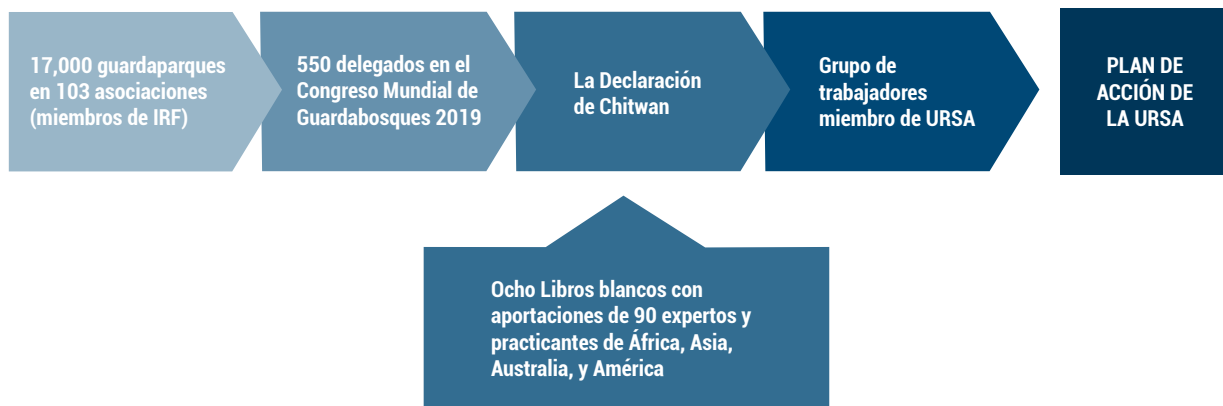 17,000 guardaparques
en 103 asociaciones
(miembros de IRF)
550 delegados en el
Congreso Mundial de
Guardabosques 2019
La Declaración
de Chitwan
Grupo de
trabajadores
miembro de URSA
PLAN DE
ACCIÓN DE
LA URSA
Ocho Libros blancos con
aportaciones de 90 expertos y
practicantes de África, Asia,
Australia, y América